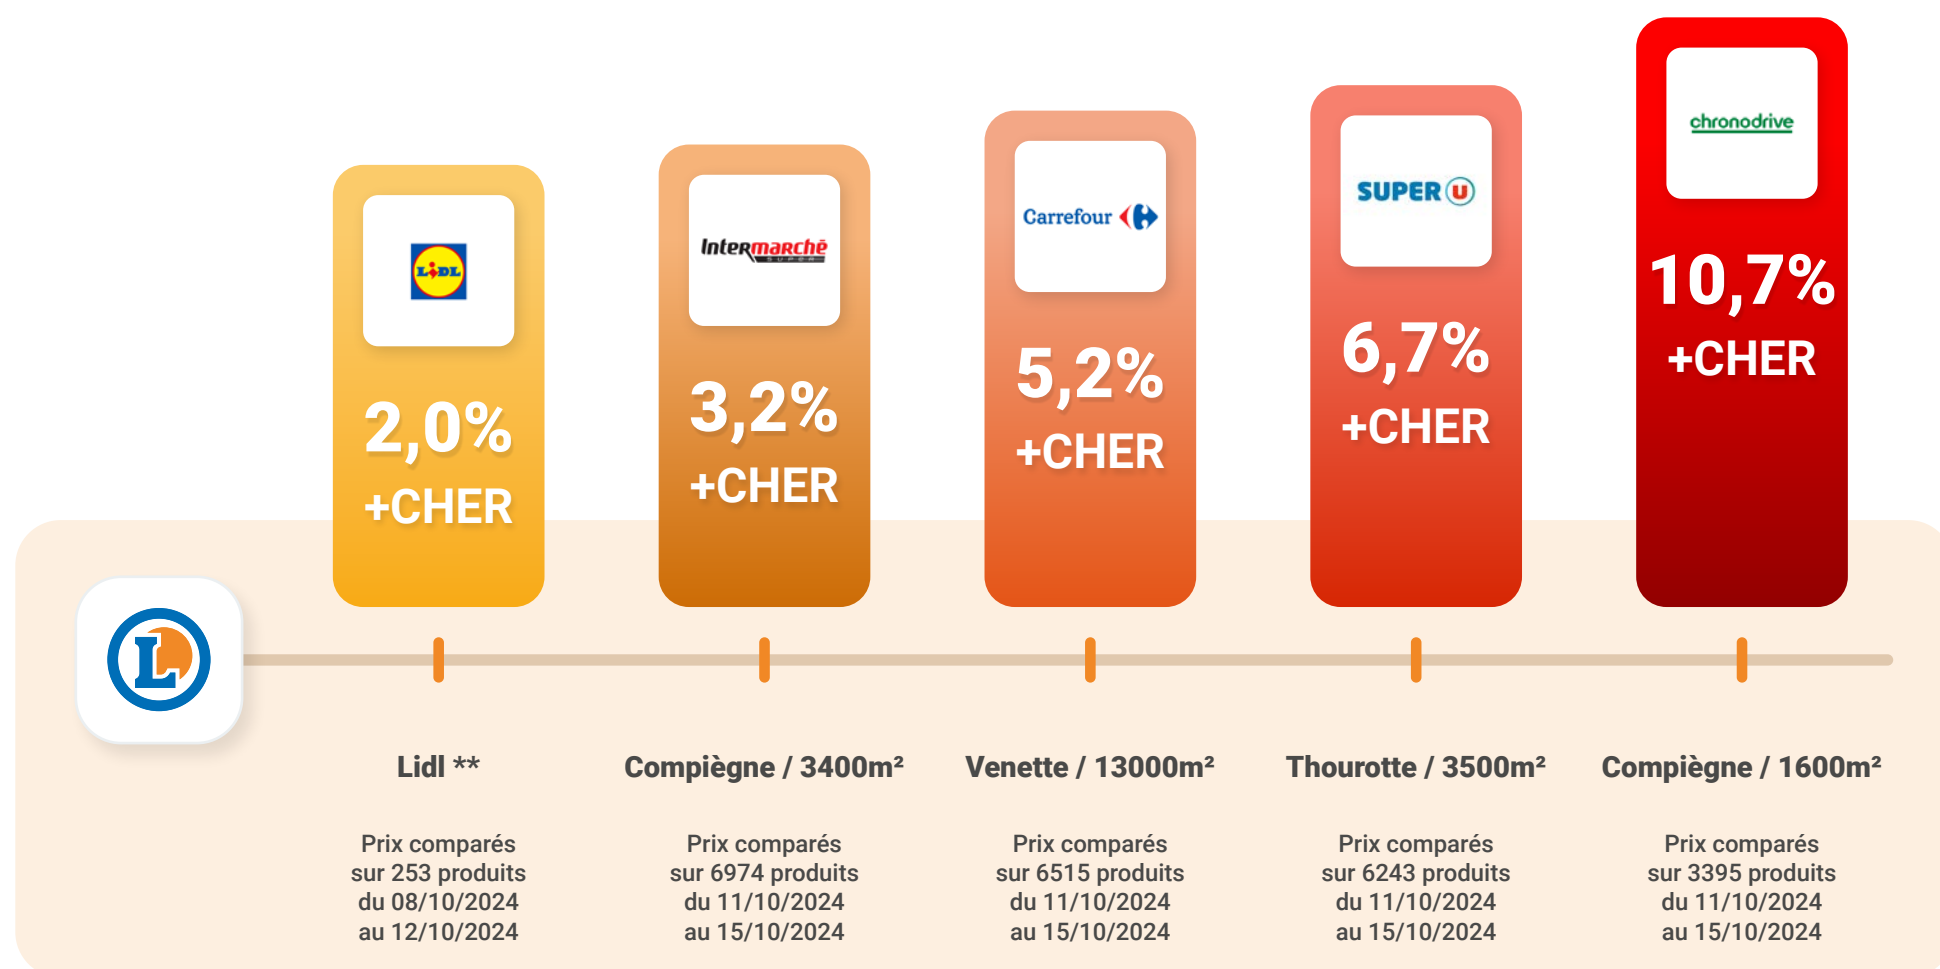 LIDL
2,0%
+CHER
Intermarchē
SUPER
3,2%
+CHER
Carrefour
5,2%
+CHER
SUPER U
6,7%
+CHER
chronodrive
10,7%
+CHER
L
Lidl **
Prix comparés
sur 253 produits
du 08/10/2024
au 12/10/2024
Compiègne / 3400m²
Prix comparés
sur 6974 produits
du 11/10/2024
au 15/10/2024
Venette / 13000m²
Prix comparés
sur 6515 produits
du 11/10/2024
au 15/10/2024
Thourotte / 3500m²
Prix comparés
sur 6243 produits
du 11/10/2024
au 15/10/2024
Compiègne / 1600m²
Prix comparés
sur 3395 produits
du 11/10/2024
au 15/10/2024